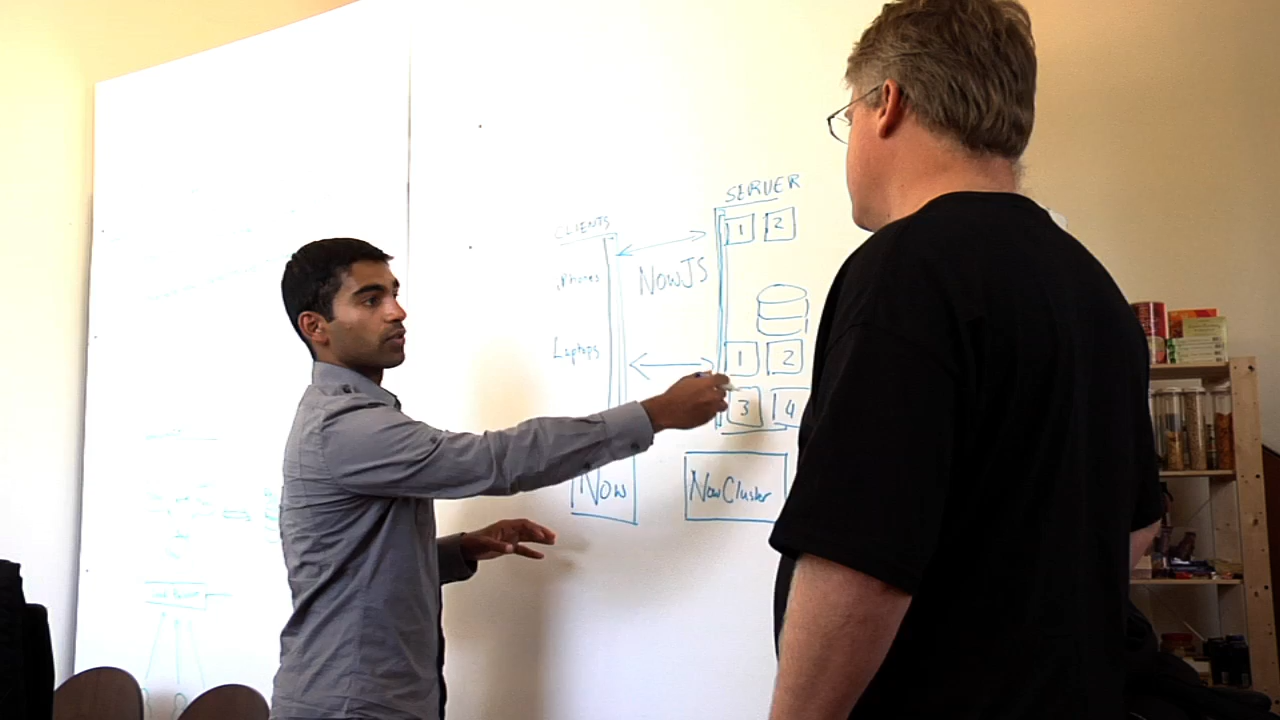 SERVER
1 2
CLIENTS
iPhones
NowJS
Laptops
1 2
3 4
Now
NowCluster